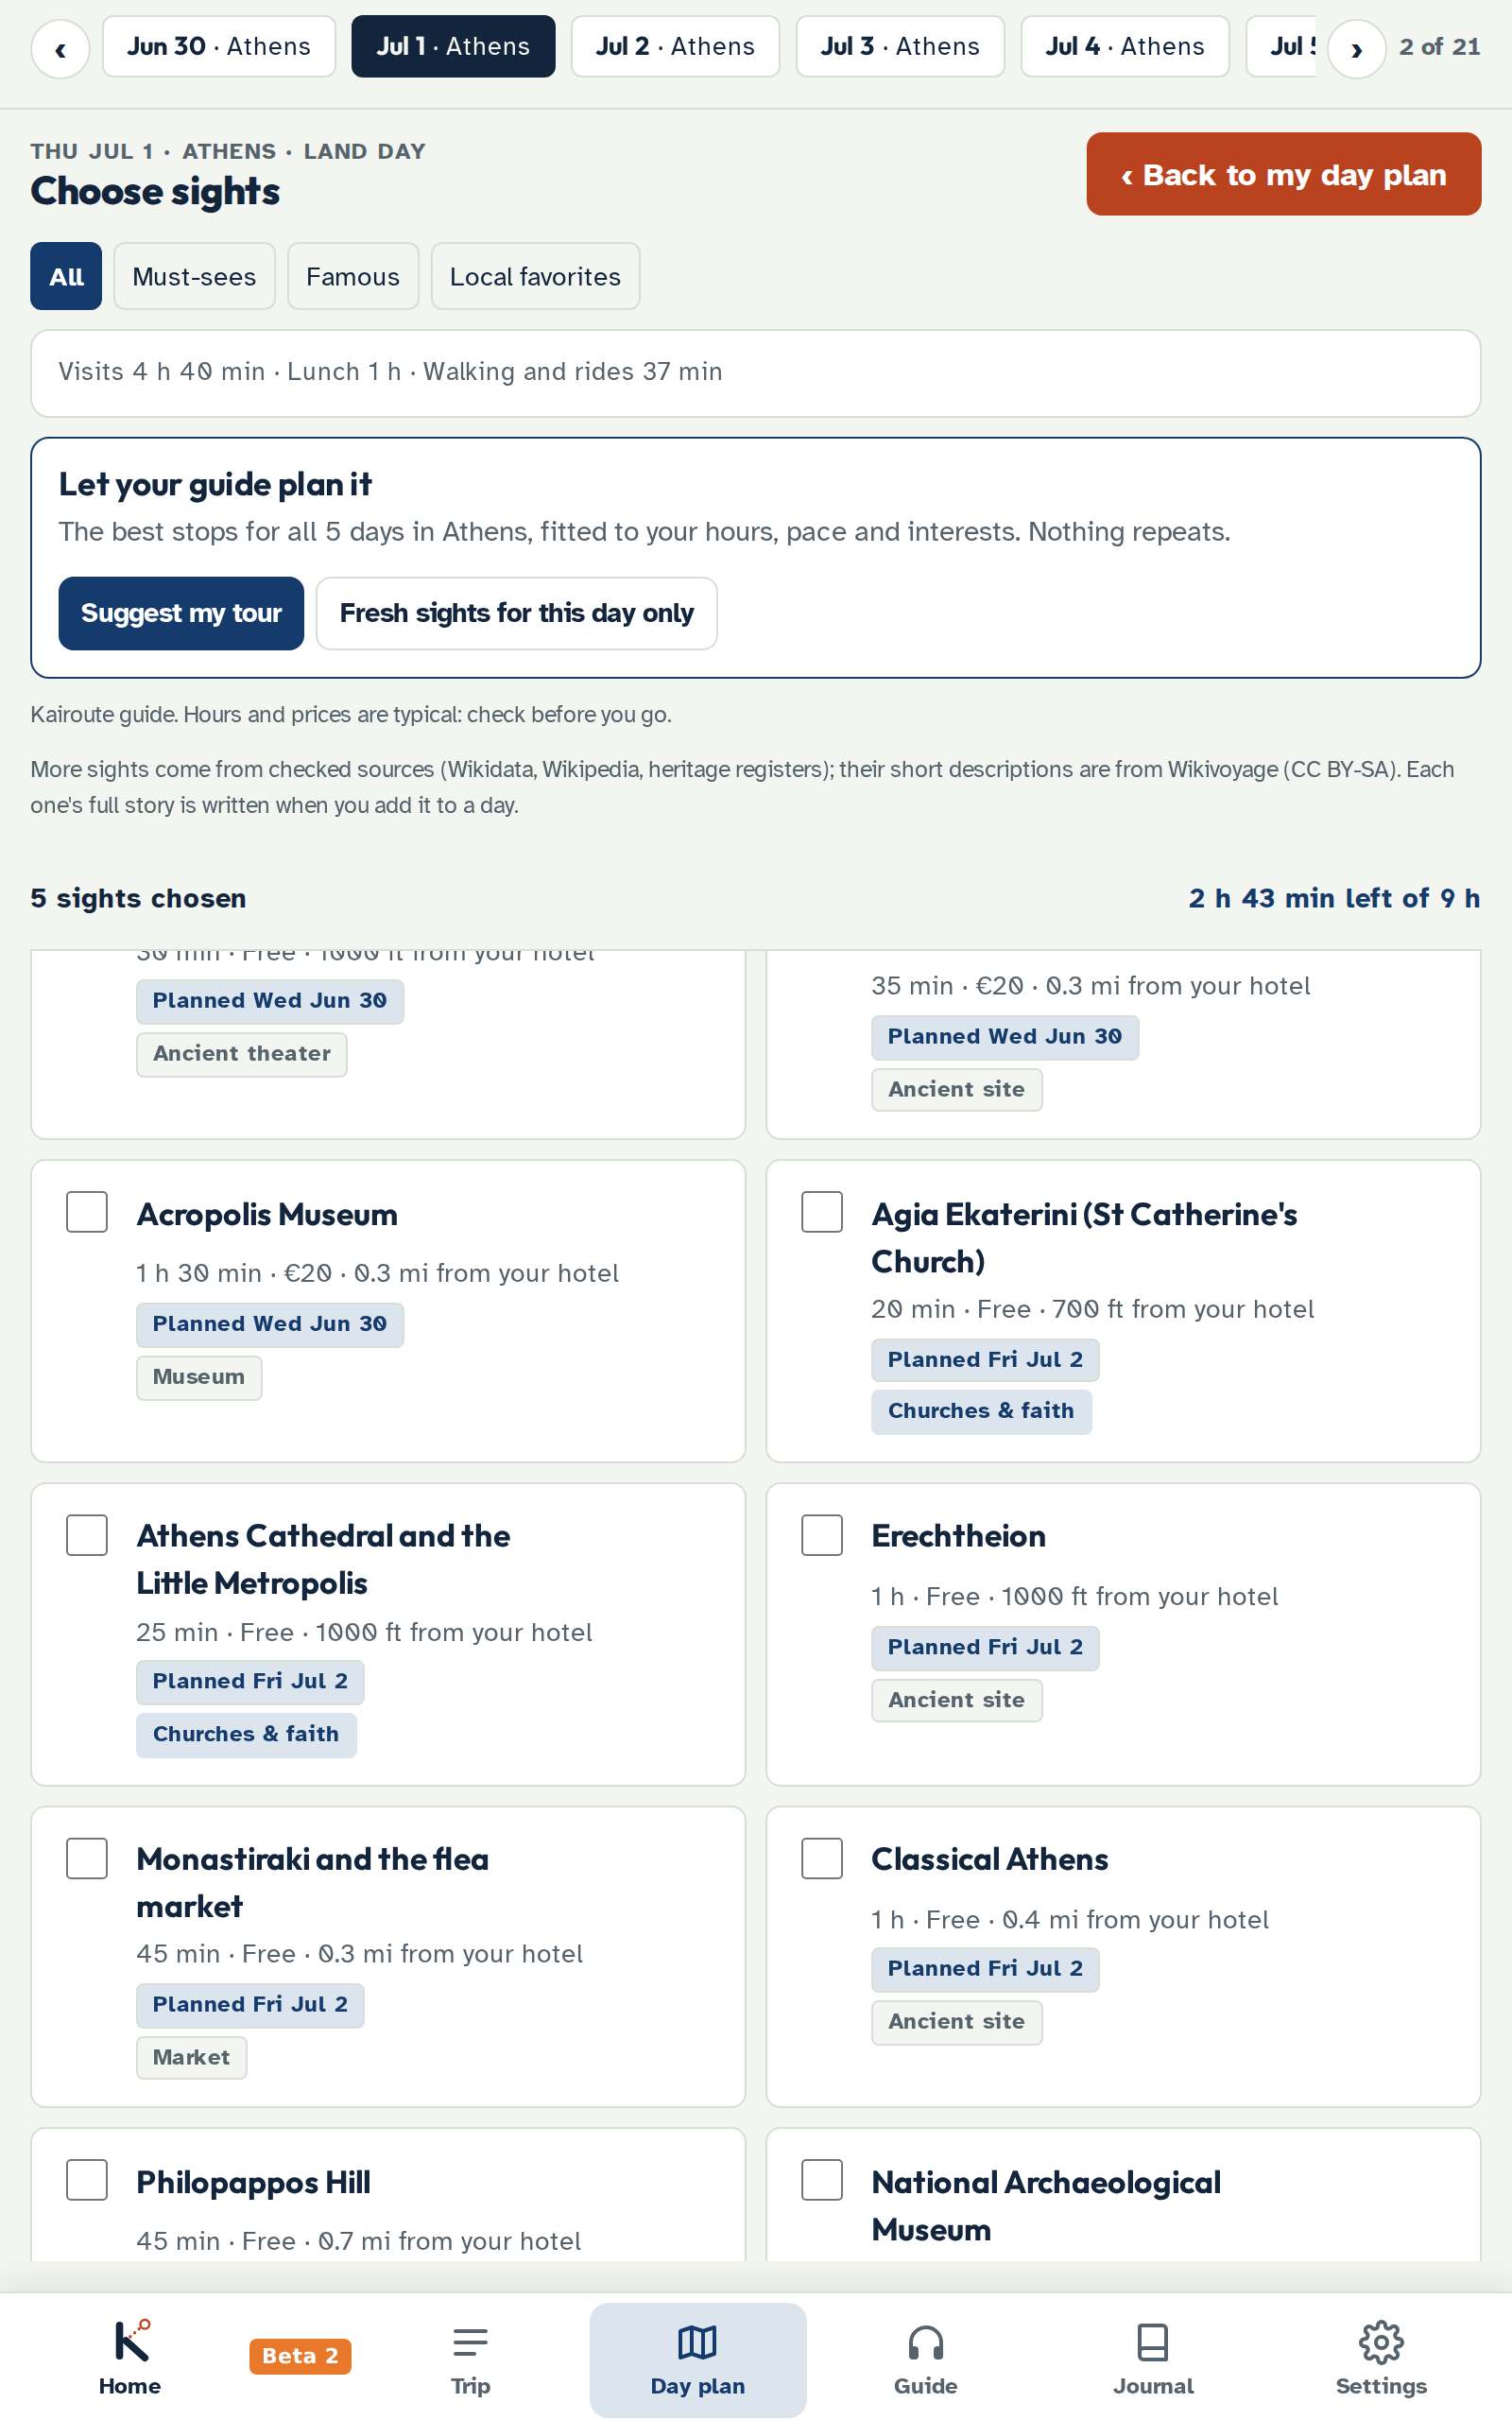 ‹
Jun 30 · Athens
Jul 1 · Athens
Jul 2 · Athens
Jul 3 · Athens
Jul 4 · Athens
Jul
›
2 of 21
THU JUL 1 · ATHENS · LAND DAY
Choose sights
‹ Back to my day plan
All
Must-sees
Famous
Local favorites
Visits 4 h 40 min · Lunch 1 h · Walking and rides 37 min
Let your guide plan it
The best stops for all 5 days in Athens, fitted to your hours, pace and interests. Nothing repeats.
Suggest my tour
Fresh sights for this day only
Kairoute guide. Hours and prices are typical: check before you go.
More sights come from checked sources (Wikidata, Wikipedia, heritage registers); their short descriptions are from Wikivoyage (CC BY-SA). Each
one's full story is written when you add it to a day.
5 sights chosen
2 h 43 min left of 9 h
30 min · Free · 1000 ft from your hotel
Planned Wed Jun 30
Ancient theater
35 min · €20 · 0.3 mi from your hotel
Planned Wed Jun 30
Ancient site
Acropolis Museum
1 h 30 min · €20 · 0.3 mi from your hotel
Planned Wed Jun 30
Museum
Agia Ekaterini (St Catherine's
Church)
20 min · Free · 700 ft from your hotel
Planned Fri Jul 2
Churches & faith
Athens Cathedral and the
Little Metropolis
25 min · Free · 1000 ft from your hotel
Planned Fri Jul 2
Churches & faith
Erechtheion
1 h · Free · 1000 ft from your hotel
Planned Fri Jul 2
Ancient site
Monastiraki and the flea
market
45 min · Free · 0.3 mi from your hotel
Planned Fri Jul 2
Market
Classical Athens
1 h · Free · 0.4 mi from your hotel
Planned Fri Jul 2
Ancient site
Philopappos Hill
45 min · Free · 0.7 mi from your hotel
National Archaeological
Museum
Home
Beta 2
Trip
Day plan
Guide
Journal
Settings